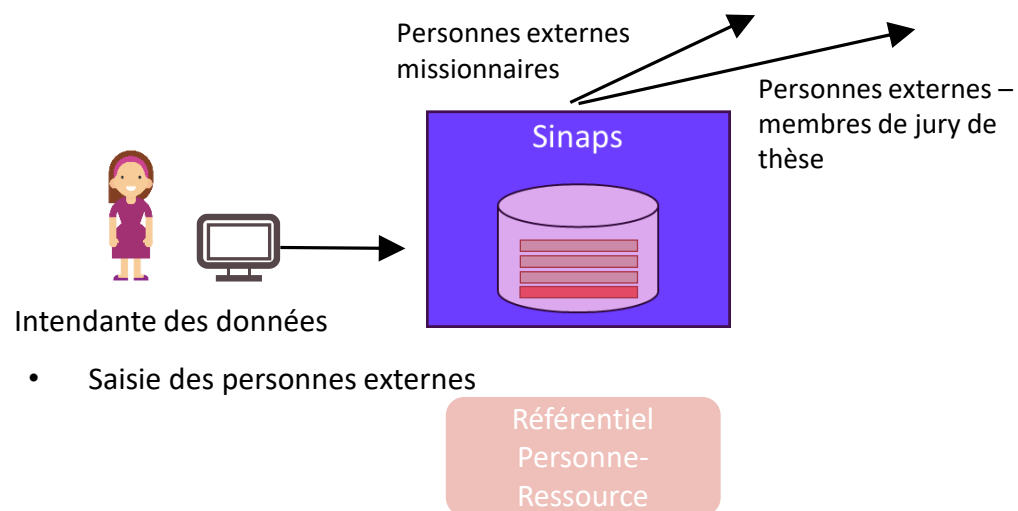 Personnes externes
missionnaires
Personnes externes –
membres de jury de
thèse
Sinaps
Intendante des données
• Saisie des personnes externes
Référentiel
Personne-
Ressource